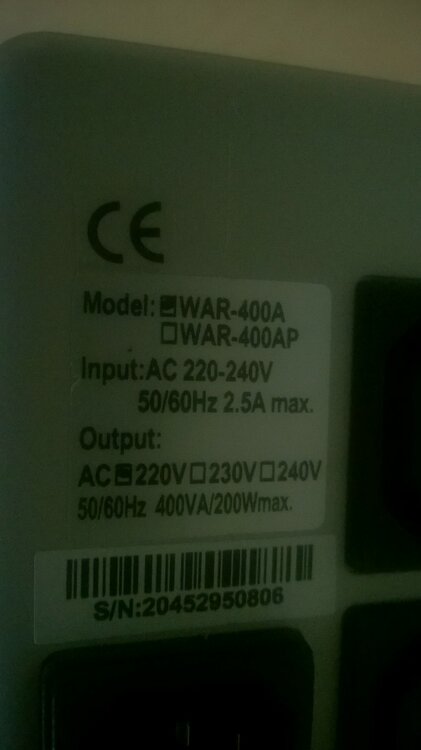 CE
Model:☑WAR-400A
☐WAR-400AP
Input:AC 220-240V
50/60Hz 2.5A max.
Output:
AC☑220V☐230V☐240V
50/60Hz 400VA/200Wmax.
S/N:20452950806